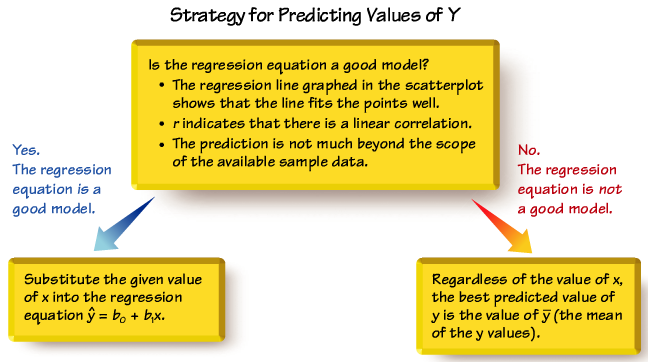 Strategy for Predicting Values of Y
Is the regression equation a good model?
• The regression line graphed in the scatterplot
shows that the line fits the points well.
• r indicates that there is a linear correlation.
• The prediction is not much beyond the scope
of the available sample data.
Yes.
The regression
equation is a
good model.
No.
The regression
equation is not
a good model.
Substitute the given value
of x into the regression
equation ŷ = b₀ + b₁x.
Regardless of the value of x,
the best predicted value of
y is the value of ȳ (the mean
of the y values).